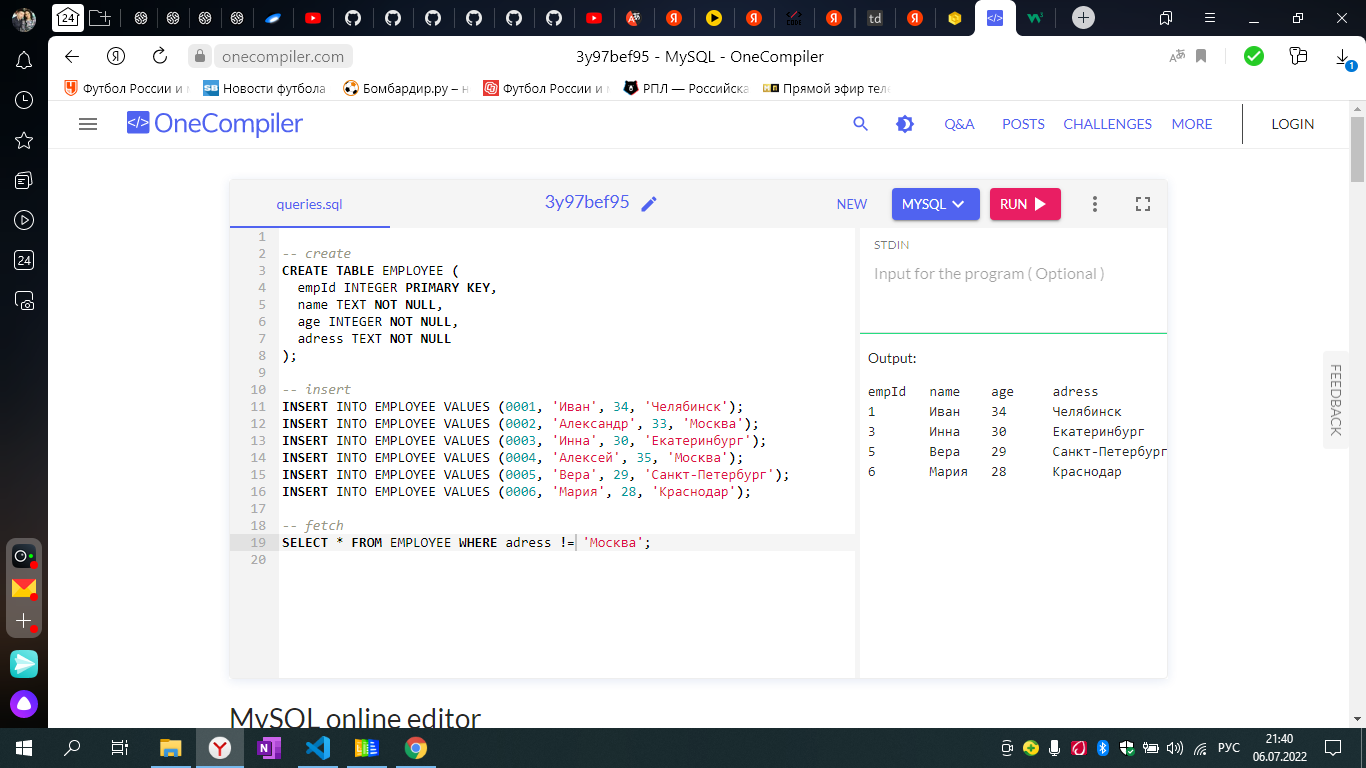 24
3y97bef95 - MySQL - OneCompiler
onecompiler.com
1
Футбол России и
Новости футбола
Бомбардир.ру – н
Футбол России и
РПЛ — Российска
Прямой эфир тел
</> OneCompiler
Q&A
POSTS
CHALLENGES
MORE
LOGIN
queries.sql
3y97bef95
NEW
MYSQL
RUN
1
2 -- create
3 CREATE TABLE EMPLOYEE (
4 empId INTEGER PRIMARY KEY,
5 name TEXT NOT NULL,
6 age INTEGER NOT NULL,
7 adress TEXT NOT NULL
8 );
9
10 -- insert
11 INSERT INTO EMPLOYEE VALUES (0001, 'Иван', 34, 'Челябинск');
12 INSERT INTO EMPLOYEE VALUES (0002, 'Александр', 33, 'Москва');
13 INSERT INTO EMPLOYEE VALUES (0003, 'Инна', 30, 'Екатеринбург');
14 INSERT INTO EMPLOYEE VALUES (0004, 'Алексей', 35, 'Москва');
15 INSERT INTO EMPLOYEE VALUES (0005, 'Вера', 29, 'Санкт-Петербург');
16 INSERT INTO EMPLOYEE VALUES (0006, 'Мария', 28, 'Краснодар');
17
18 -- fetch
19 SELECT * FROM EMPLOYEE WHERE adress != 'Москва';
20
STDIN
Input for the program ( Optional )
Output:
empId name age adress
1 Иван 34 Челябинск
3 Инна 30 Екатеринбург
5 Вера 29 Санкт-Петербург
6 Мария 28 Краснодар
FEEDBACK
24
MySQL online editor
РУС
21:40
06.07.2022